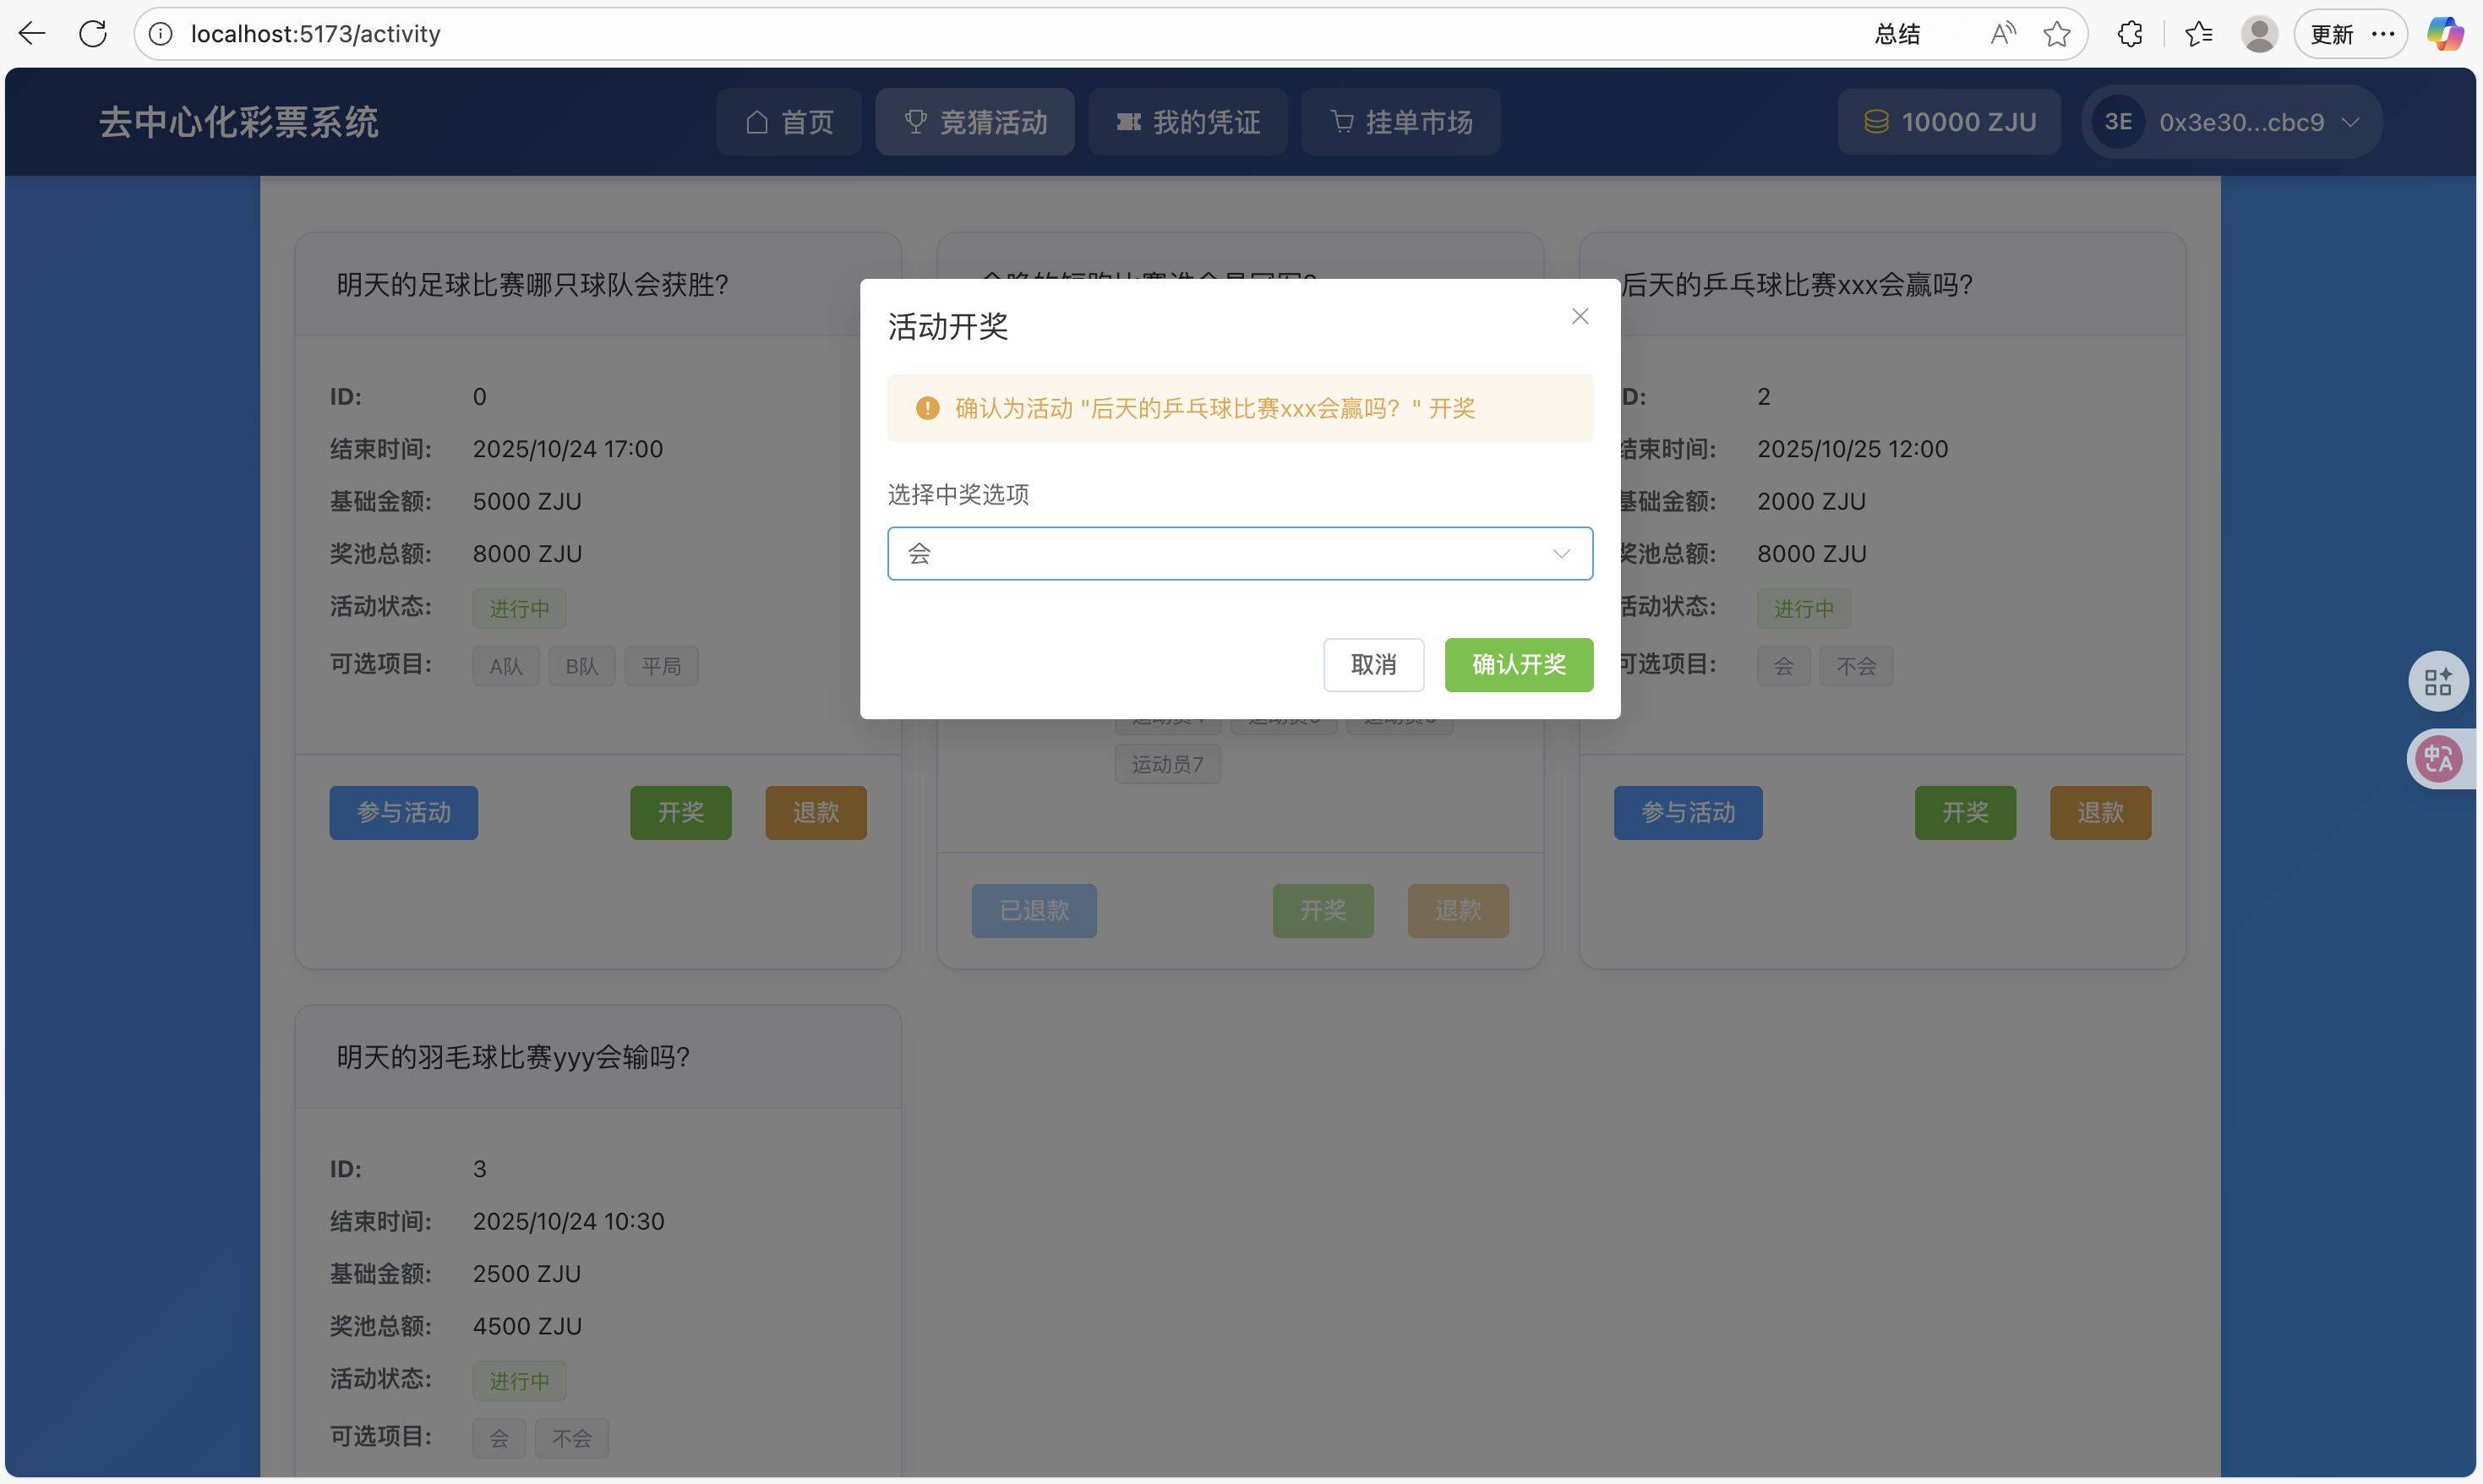 localhost:5173/activity
总结
更新
去中心化彩票系统
首页
竞猜活动
我的凭证
挂单市场
10000 ZJU
3E
0x3e30...cbc9
明天的足球比赛哪只球队会获胜?
ID: 0
结束时间: 2025/10/24 17:00
基础金额: 5000 ZJU
奖池总额: 8000 ZJU
活动状态: 进行中
可选项目: A队 B队 平局
参与活动 开奖 退款
活动开奖
确认为活动 "后天的乒乓球比赛xxx会赢吗? " 开奖
选择中奖选项
会
取消 确认开奖
运动员7
已退款 开奖 退款
后天的乒乓球比赛xxx会赢吗?
D: 2
结束时间: 2025/10/25 12:00
基础金额: 2000 ZJU
奖池总额: 8000 ZJU
活动状态: 进行中
可选项目: 会 不会
参与活动 开奖 退款
明天的羽毛球比赛yyy会输吗?
ID: 3
结束时间: 2025/10/24 10:30
基础金额: 2500 ZJU
奖池总额: 4500 ZJU
活动状态: 进行中
可选项目: 会 不会